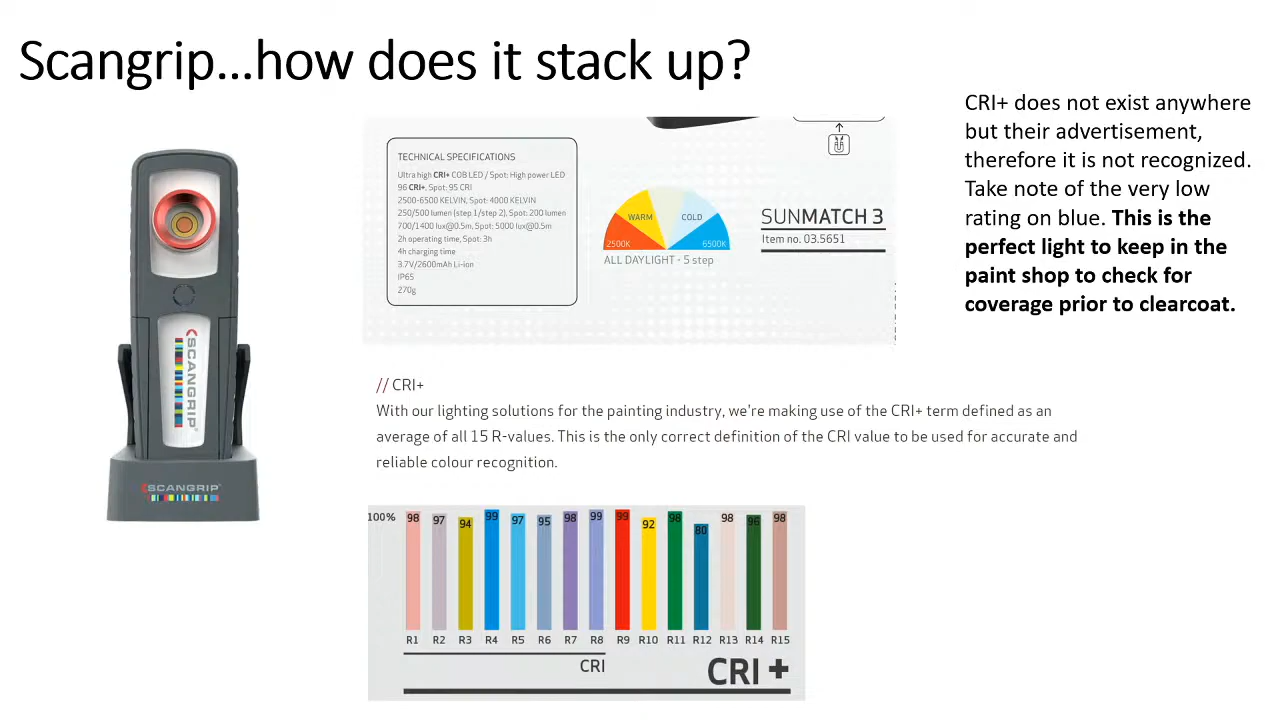 Scangrip...how does it stack up?
CRI+ does not exist anywhere
but their advertisement,
therefore it is not recognized.
Take note of the very low
rating on blue. This is the
perfect light to keep in the
paint shop to check for
coverage prior to clearcoat.
TECHNICAL SPECIFICATIONS
Ultra high CRI+ COB LED / Spot: High power LED
96 CRI+, Spot: 95 CRI
2500-6500 KELVIN, Spot: 4000 KELVIN
250/500 lumen (step 1/step 2), Spot: 200 lumen
700/1400 lux@0.5m, Spot: 5000 lux@0.5m
2h operating time, Spot: 3h
4h charging time
3.7V/2600mAh Li-ion
IP65
270g
WARM COLD
2500K 6500K
ALL DAYLIGHT - 5 step
SUNMATCH 3
Item no. 03.5651
SCANGRIP®
SCANGRIP
// CRI+
With our lighting solutions for the painting industry, we're making use of the CRI+ term defined as an
average of all 15 R-values. This is the only correct definition of the CRI value to be used for accurate and
reliable colour recognition.
100% 98 97 94 99 97 95 98 99 99 92 98 80 98 96 98
R1 R2 R3 R4 R5 R6 R7 R8 R9 R10 R11 R12 R13 R14 R15
CRI
CRI +